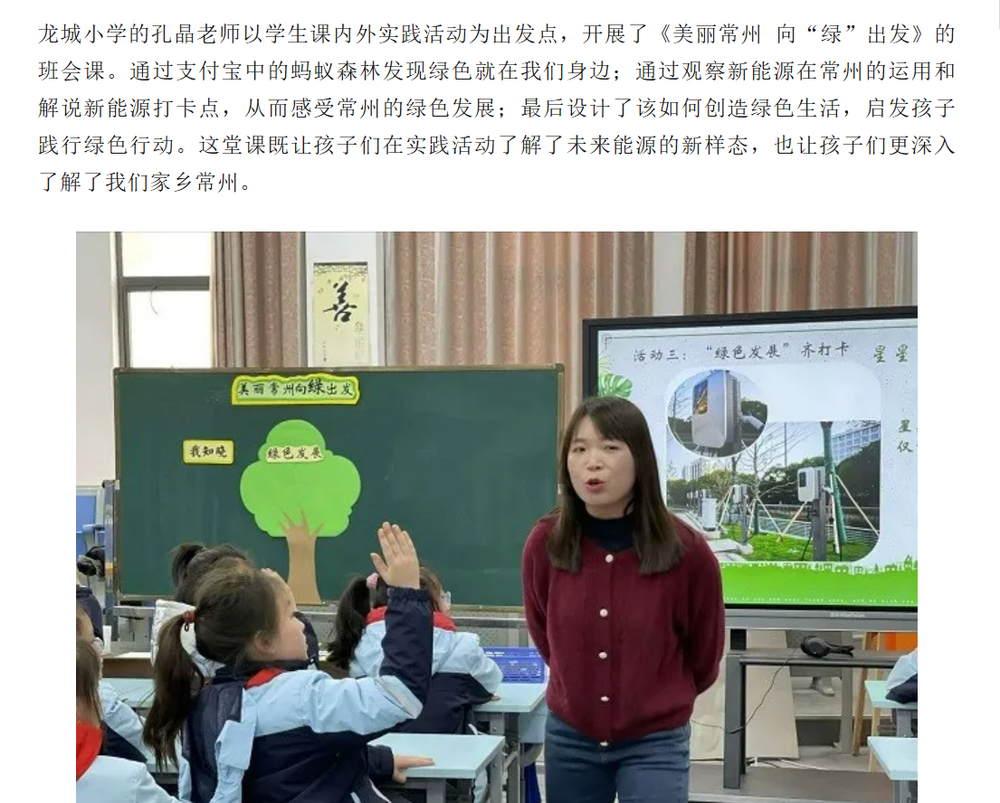 龙城小学的孔晶老师以学生课内外实践活动为出发点，开展了《美丽常州 向“绿”出发》的
班会课。通过支付宝中的蚂蚁森林发现绿色就在我们身边；通过观察新能源在常州的运用和
解说新能源打卡点，从而感受常州的绿色发展；最后设计了该如何创造绿色生活，启发孩子
践行绿色行动。这堂课既让孩子们在实践活动了解了未来能源的新样态，也让孩子们更深入
了解了我们家乡常州。
善
美丽常州向绿出发
我知晓
绿色发展
活动三：“绿色发展”齐打卡
星星
星
仪